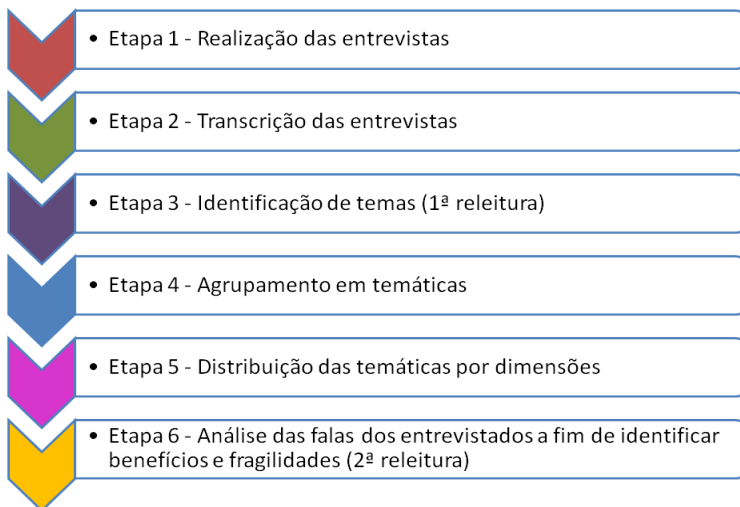 • Etapa 1 - Realização das entrevistas
• Etapa 2 - Transcrição das entrevistas
• Etapa 3 - Identificação de temas (1ª releitura)
• Etapa 4 - Agrupamento em temáticas
• Etapa 5 - Distribuição das temáticas por dimensões
• Etapa 6 - Análise das falas dos entrevistados a fim de identificar
benefícios e fragilidades (2ª releitura)